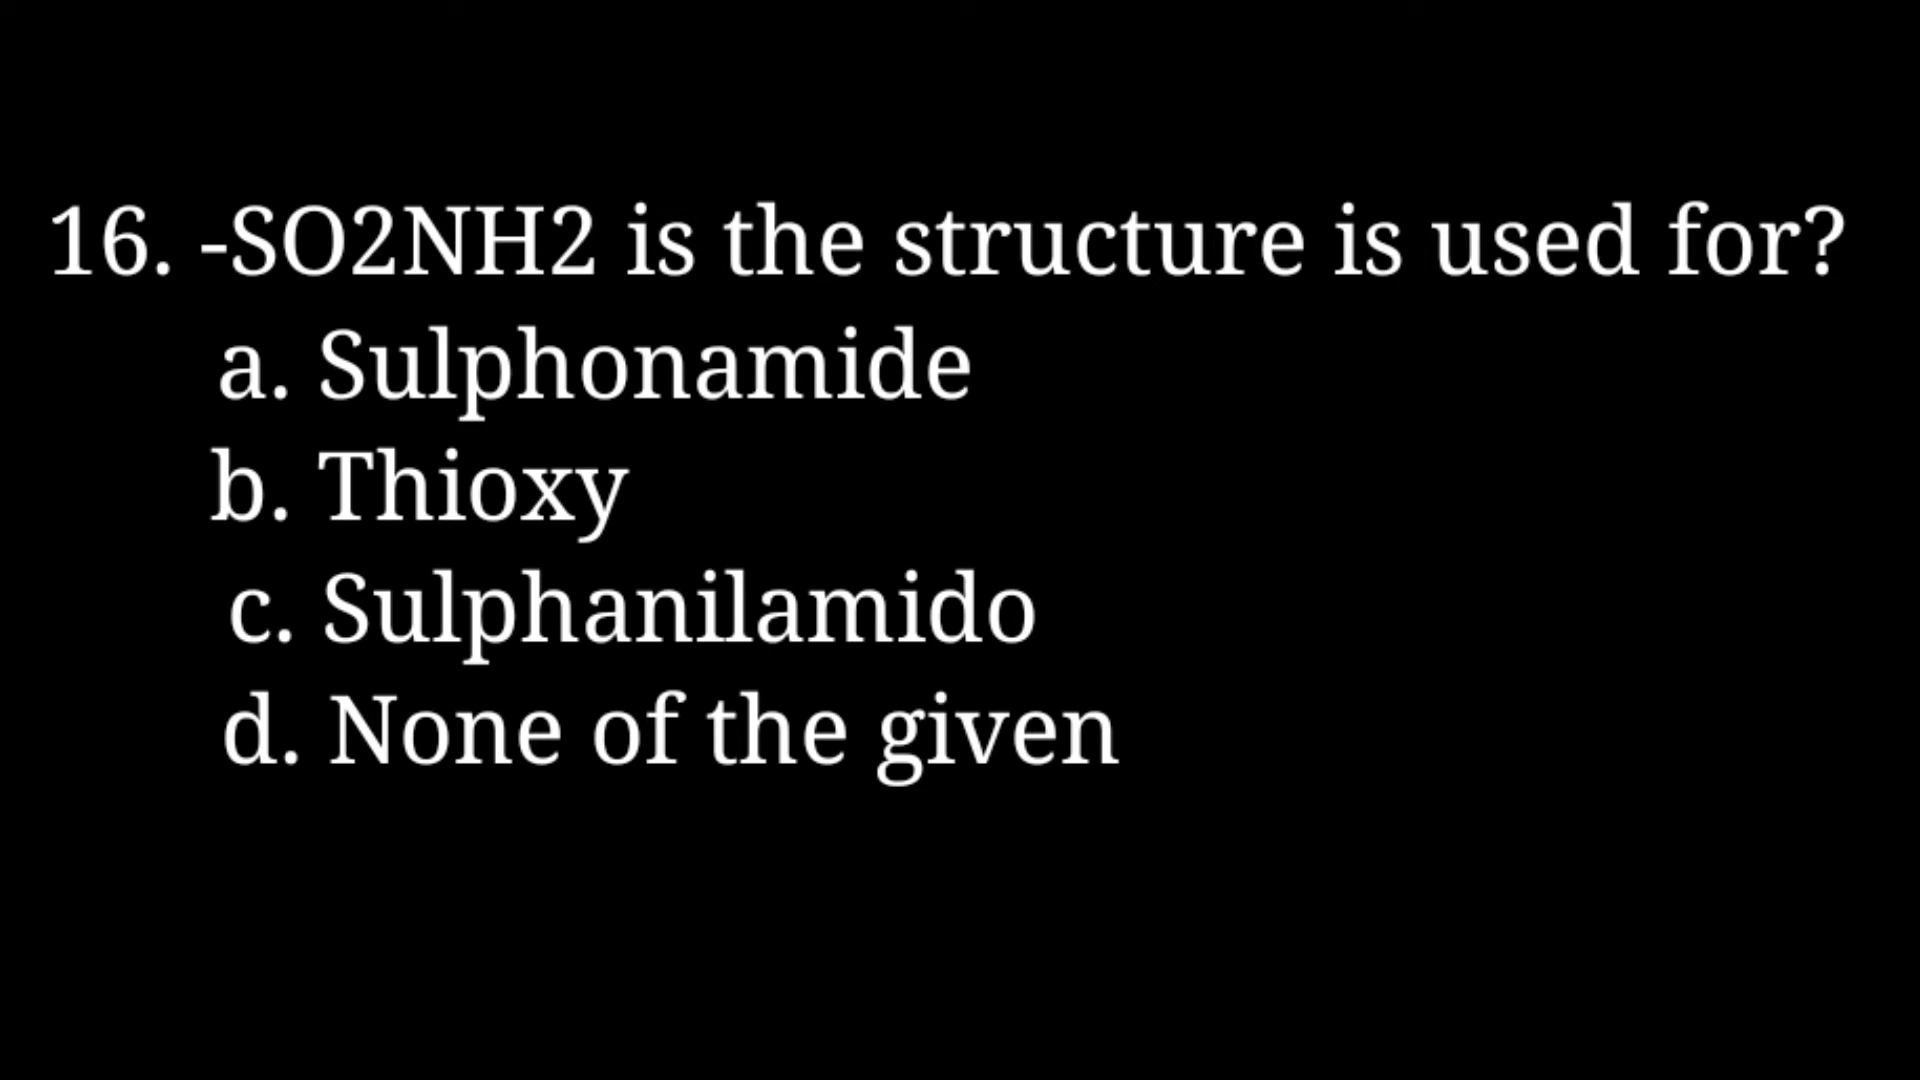 16. -SO2NH2 is the structure is used for?
a. Sulphonamide
b. Thioxy
c. Sulphanilamido
d. None of the given